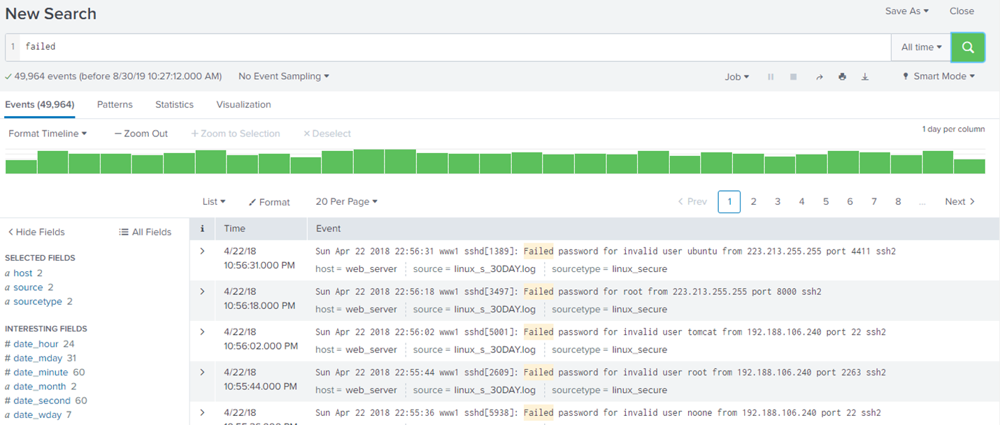 New Search
Save As Close
1 failed All time
49,964 events (before 8/30/19 10:27:12.000 AM) No Event Sampling Job Smart Mode
Events (49,964) Patterns Statistics Visualization
Format Timeline — Zoom Out + Zoom to Selection × Deselect 1 day per column
List Format 20 Per Page < Prev 1 2 3 4 5 6 7 8 ... Next >
< Hide Fields All Fields
SELECTED FIELDS
a host 2
a source 2
a sourcetype 2
INTERESTING FIELDS
# date_hour 24
# date_mday 31
# date_minute 60
a date_month 2
# date_second 60
a date_wday 7
i Time Event
> 4/22/18 Sun Apr 22 2018 22:56:31 www1 sshd[1389]: Failed password for invalid user ubuntu from 223.213.255.255 port 4411 ssh2
10:56:31.000 PM host = web_server source = linux_s_30DAY.log sourcetype = linux_secure
> 4/22/18 Sun Apr 22 2018 22:56:18 www1 sshd[3497]: Failed password for root from 223.213.255.255 port 8000 ssh2
10:56:18.000 PM host = web_server source = linux_s_30DAY.log sourcetype = linux_secure
> 4/22/18 Sun Apr 22 2018 22:56:02 www1 sshd[5001]: Failed password for invalid user tomcat from 192.188.106.240 port 22 ssh2
10:56:02.000 PM host = web_server source = linux_s_30DAY.log sourcetype = linux_secure
> 4/22/18 Sun Apr 22 2018 22:55:44 www1 sshd[2609]: Failed password for invalid user root from 192.188.106.240 port 2263 ssh2
10:55:44.000 PM host = web_server source = linux_s_30DAY.log sourcetype = linux_secure
> 4/22/18 Sun Apr 22 2018 22:55:36 www1 sshd[5938]: Failed password for invalid user noone from 192.188.106.240 port 22 ssh2